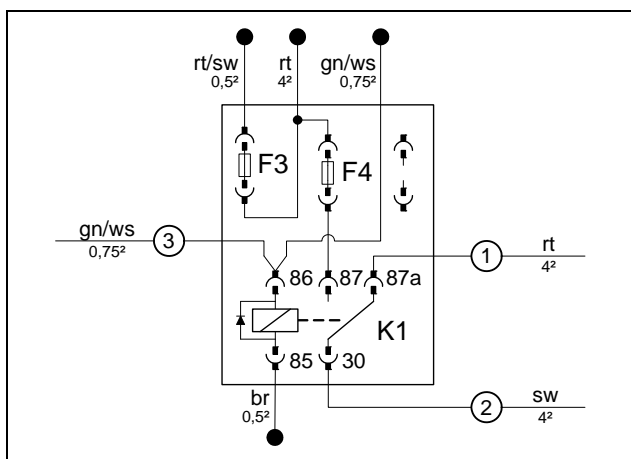 rt/sw
0,5²
rt
4²
gn/ws
0,75²
F3
F4
gn/ws
0,75²
3
86
87
87a
1
rt
4²
K1
85
30
br
0,5²
2
sw
4²